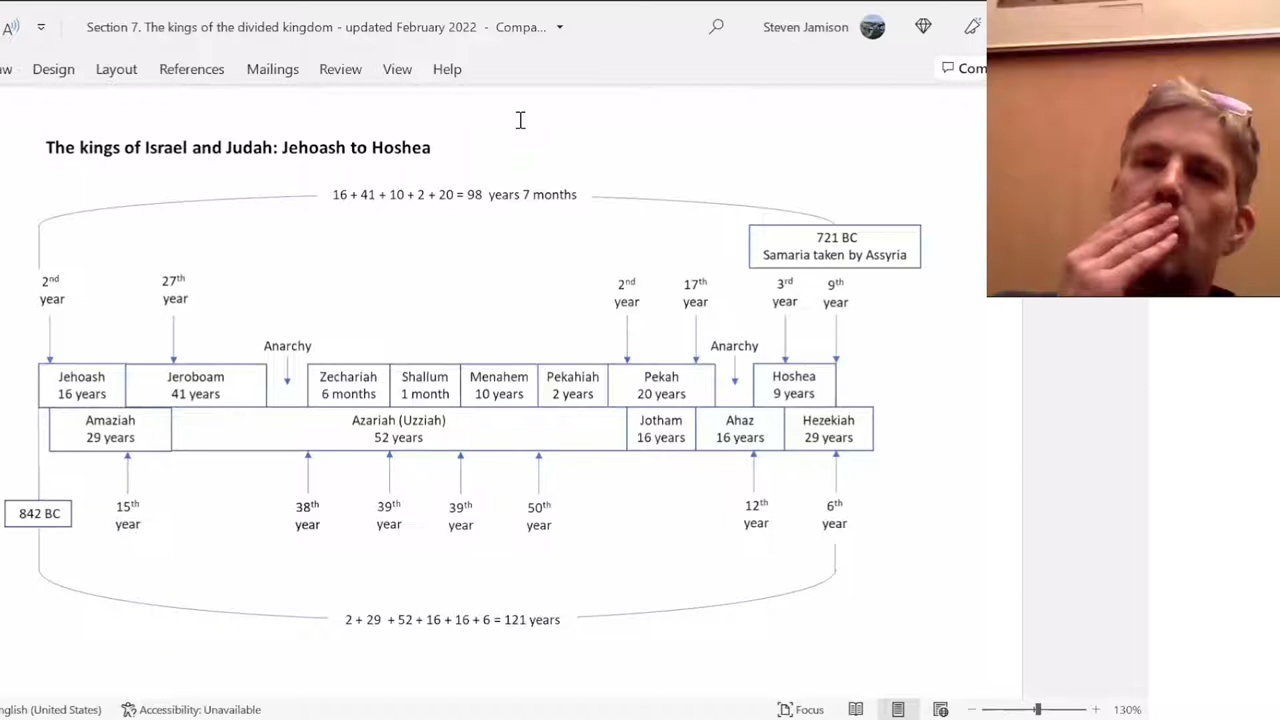 Section 7. The kings of the divided kingdom - updated February 2022 - Compa...
Steven Jamison
aw Design Layout References Mailings Review View Help
Com
The kings of Israel and Judah: Jehoash to Hoshea
16 + 41 + 10 + 2 + 20 = 98 years 7 months
721 BC
Samaria taken by Assyria
2nd
year
27th
year
2nd
year
17th
year
3rd
year
9th
year
Anarchy
Anarchy
Jehoash
16 years
Jeroboam
41 years
Zechariah
6 months
Shallum
1 month
Menahem
10 years
Pekahiah
2 years
Pekah
20 years
Hoshea
9 years
Amaziah
29 years
Azariah (Uzziah)
52 years
Jotham
16 years
Ahaz
16 years
Hezekiah
29 years
842 BC
15th
year
38th
year
39th
year
39th
year
50th
year
12th
year
6th
year
2 + 29 + 52 + 16 + 16 + 6 = 121 years
nglish (United States) Accessibility: Unavailable
Focus
130%